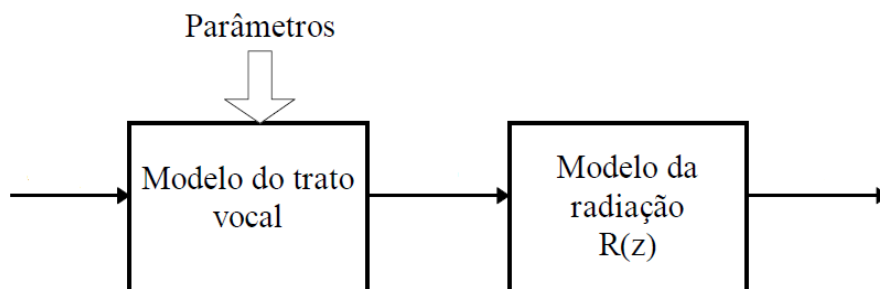 Parâmetros
Modelo do trato
vocal
Modelo da
radiação
R(z)